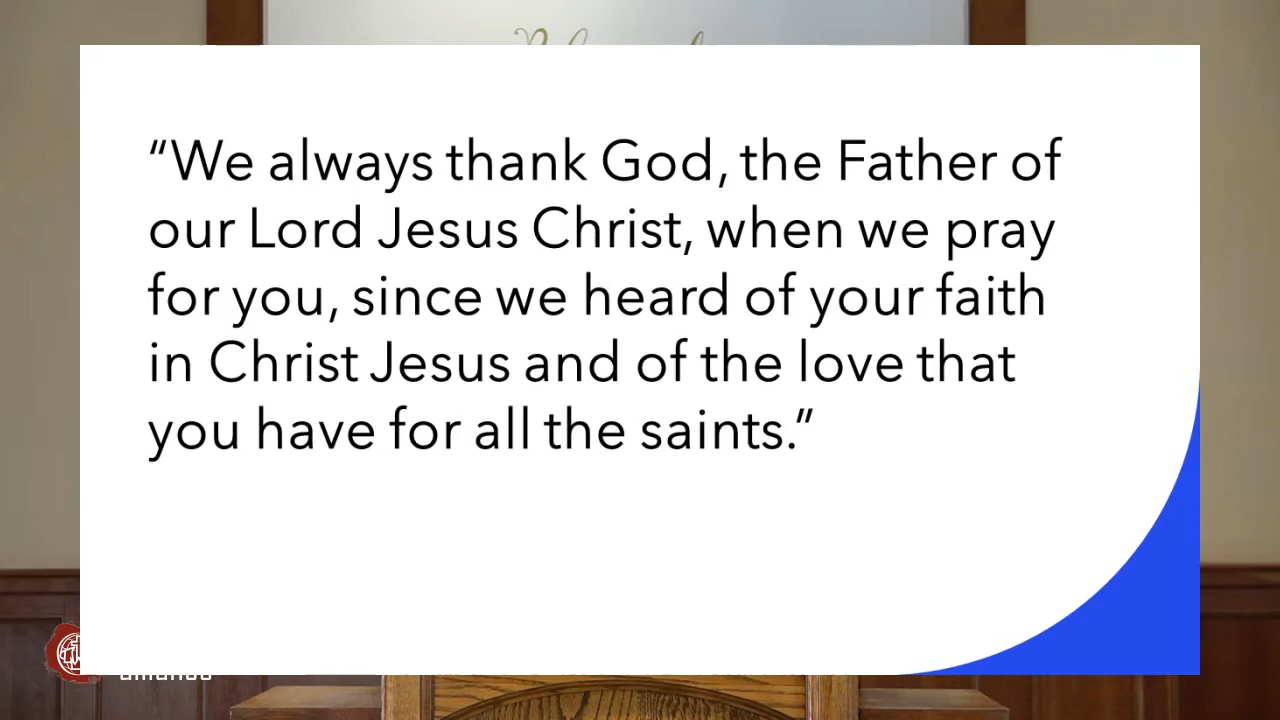 “We always thank God, the Father of
our Lord Jesus Christ, when we pray
for you, since we heard of your faith
in Christ Jesus and of the love that
you have for all the saints.”